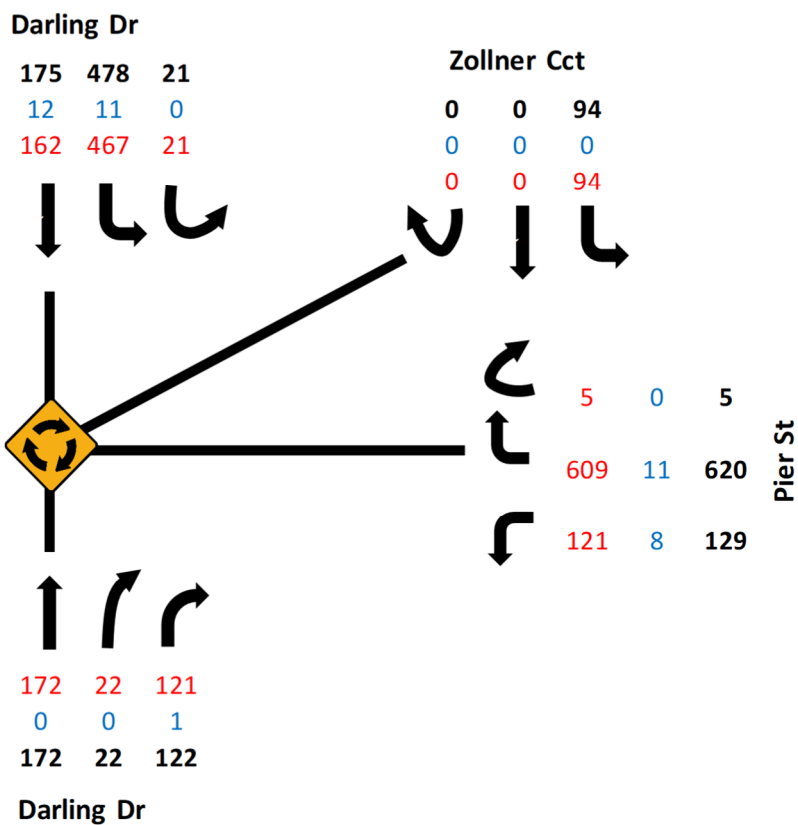 Darling Dr
175 478 21
12 11 0
162 467 21
Zollner Cct
0 0 94
0 0 0
0 0 94
5 0 5
609 11 620
121 8 129
Pier St
172 22 121
0 0 1
172 22 122
Darling Dr